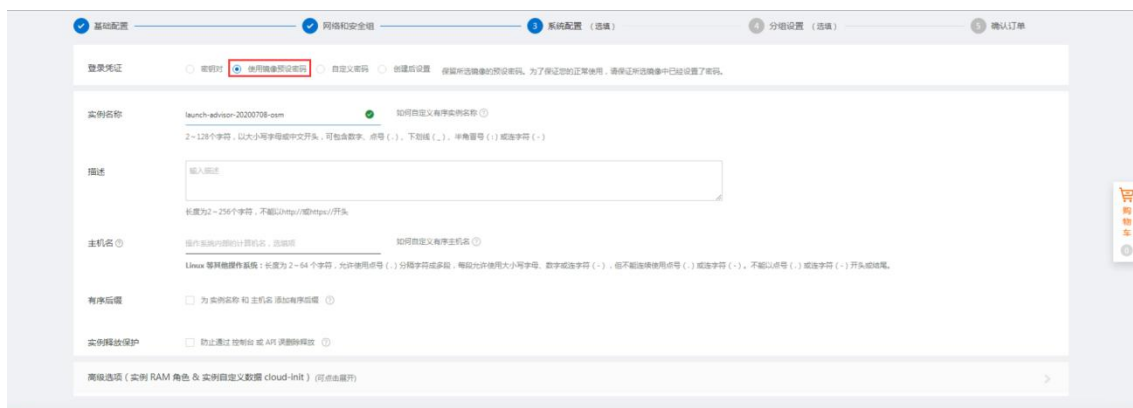 基础配置
网络和安全组
3 系统配置 （选填）
4 分组设置 （选填）
5 确认订单
登录凭证
密钥对 使用镜像预设密码 自定义密码 创建后设置 保留所选镜像的预设密码。为了保证您的正常使用，请保证所选镜像中已经设置了密码。
实例名称 launch-advisor-20200708-osm 如何自定义有序实例名称 ?
2～128个字符，以大小写字母或中文开头，可包含数字、点号 (.) 、下划线 (_) 、半角冒号 (:) 或连字符 (-)
描述 输入描述
长度为2～256个字符，不能以http://或https://开头
主机名 ? 操作系统内部的计算机名，选填项 如何自定义有序主机名 ?
Linux 等其他操作系统：长度为 2～64 个字符，允许使用点号 (.) 分隔字符成多段，每段允许使用大小写字母、数字或连字符 (-) ，但不能连续使用点号 (.) 或连字符 (-) 。不能以点号 (.) 或连字符 (-) 开头或结尾。
有序后缀 为 实例名称 和 主机名 添加有序后缀 ?
实例释放保护 防止通过 控制台 或 API 误删除释放 ?
高级选项 ( 实例 RAM 角色 & 实例自定义数据 cloud-init ) (可点击展开)
购
物
车
0